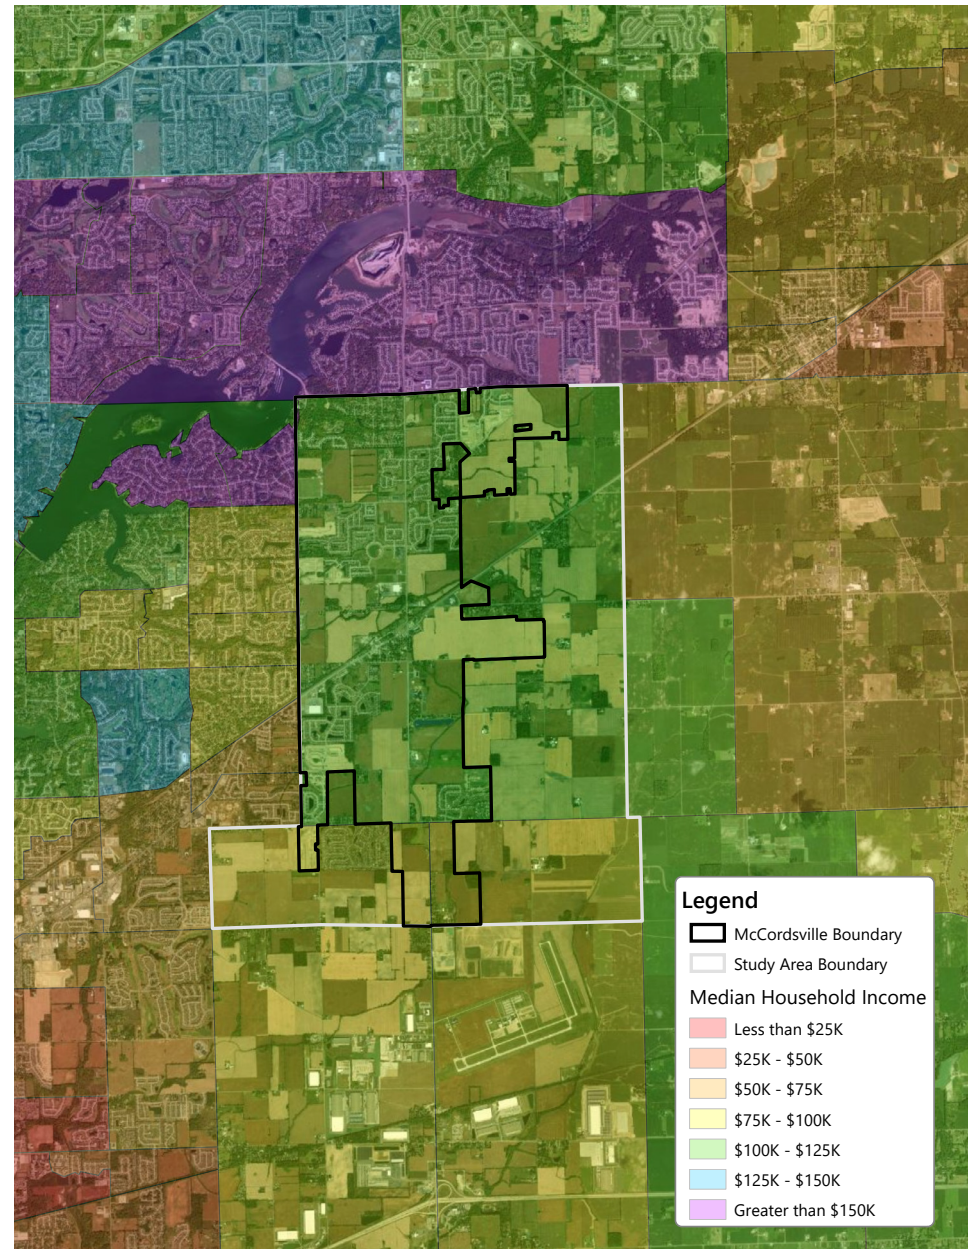 Legend
McCordsville Boundary
Study Area Boundary
Median Household Income
Less than $25K
$25K - $50K
$50K - $75K
$75K - $100K
$100K - $125K
$125K - $150K
Greater than $150K